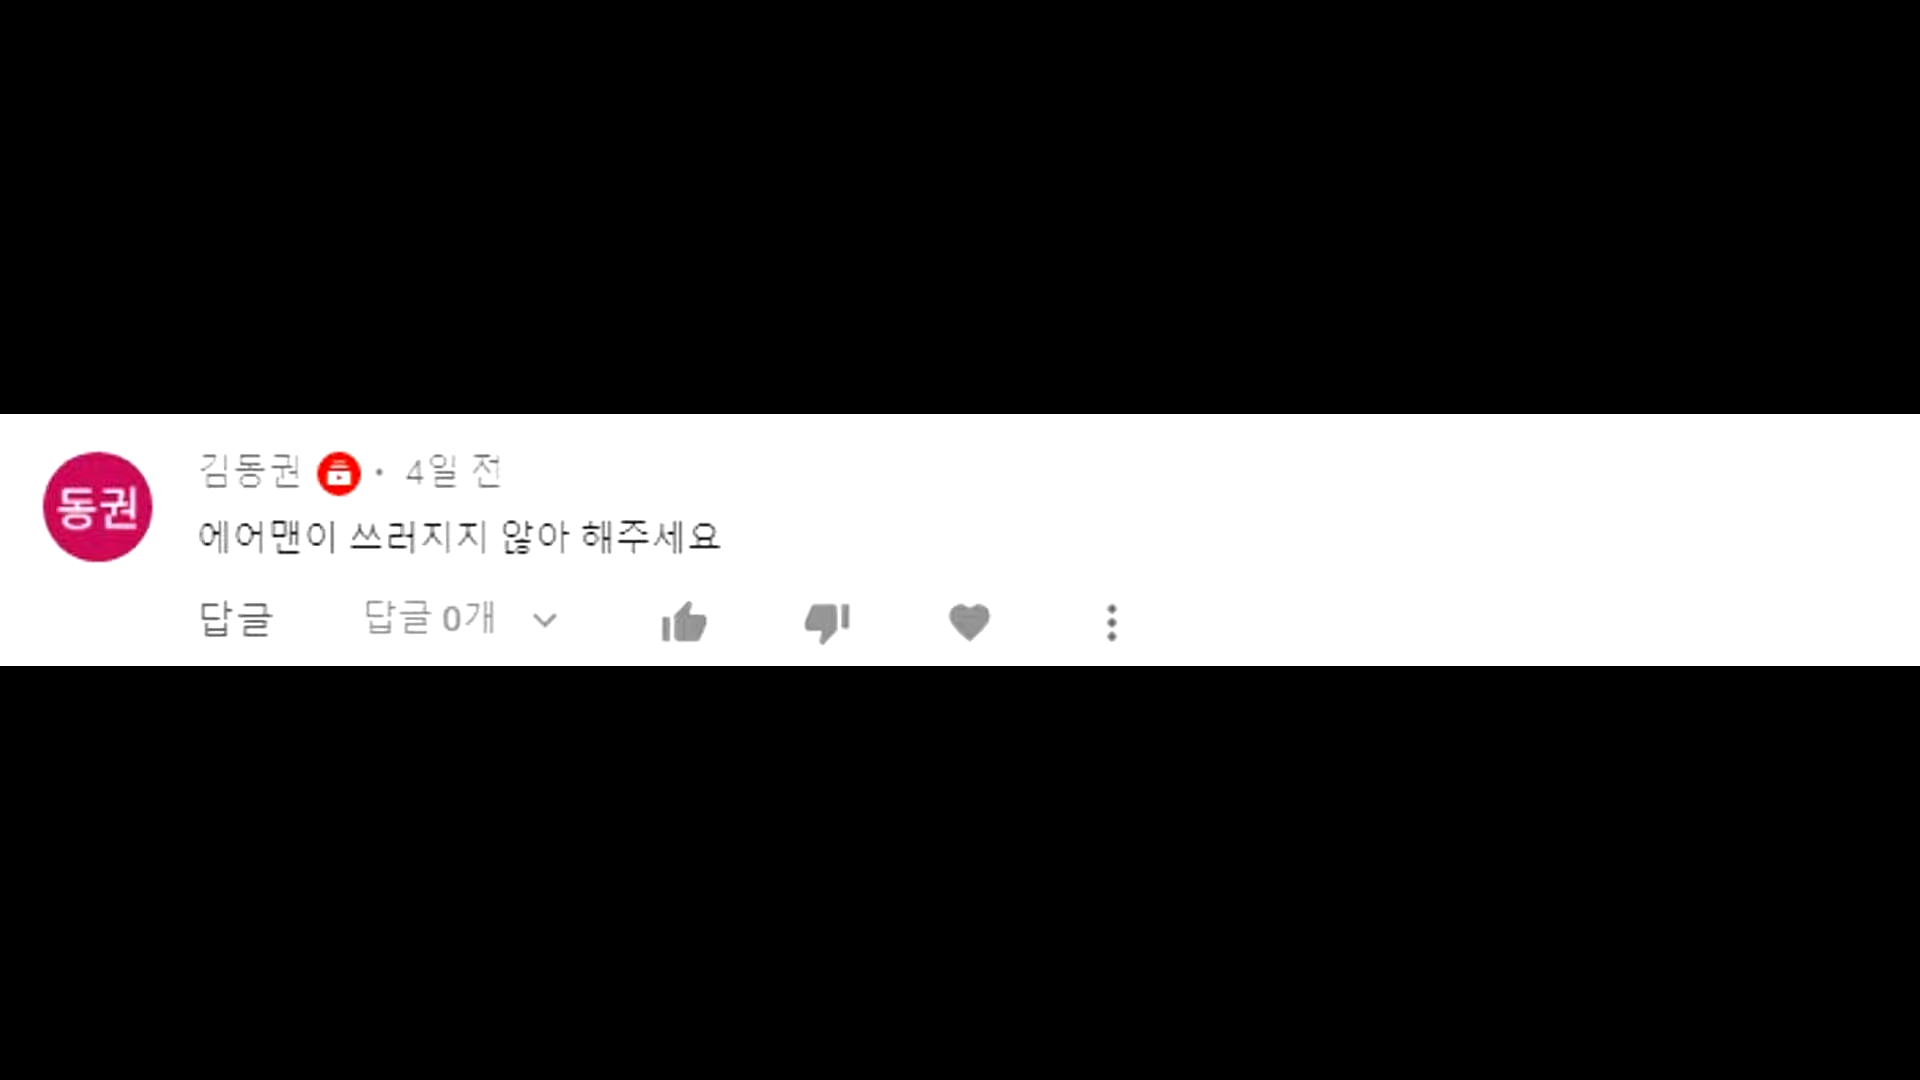 동권
김동권 • 4일 전
에어맨이 쓰러지지 않아 해주세요
답글 답글 0개